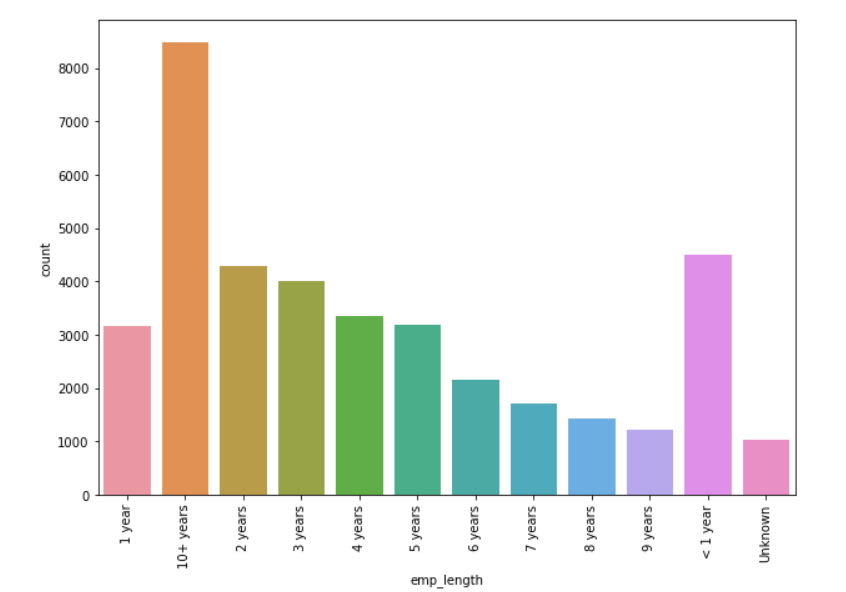 8000
7000
6000
5000
4000
3000
2000
1000
0
count
1 year
10+ years
2 years
3 years
4 years
5 years
6 years
7 years
8 years
9 years
< 1 year
Unknown
emp_length